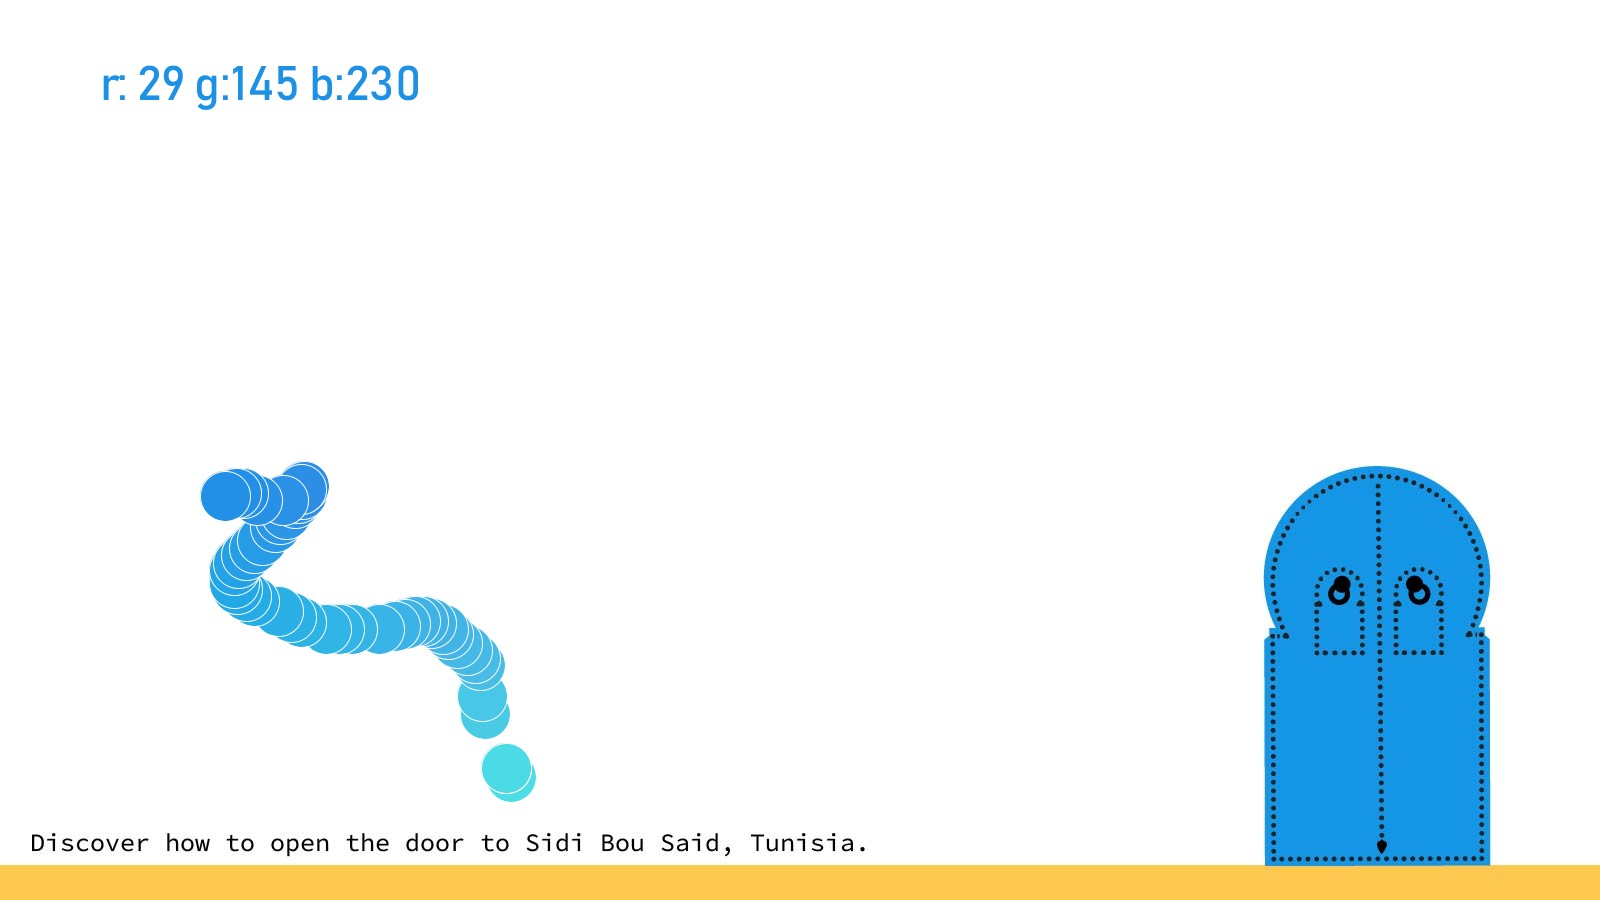 r: 29 g:145 b:230
Discover how to open the door to Sidi Bou Said, Tunisia.